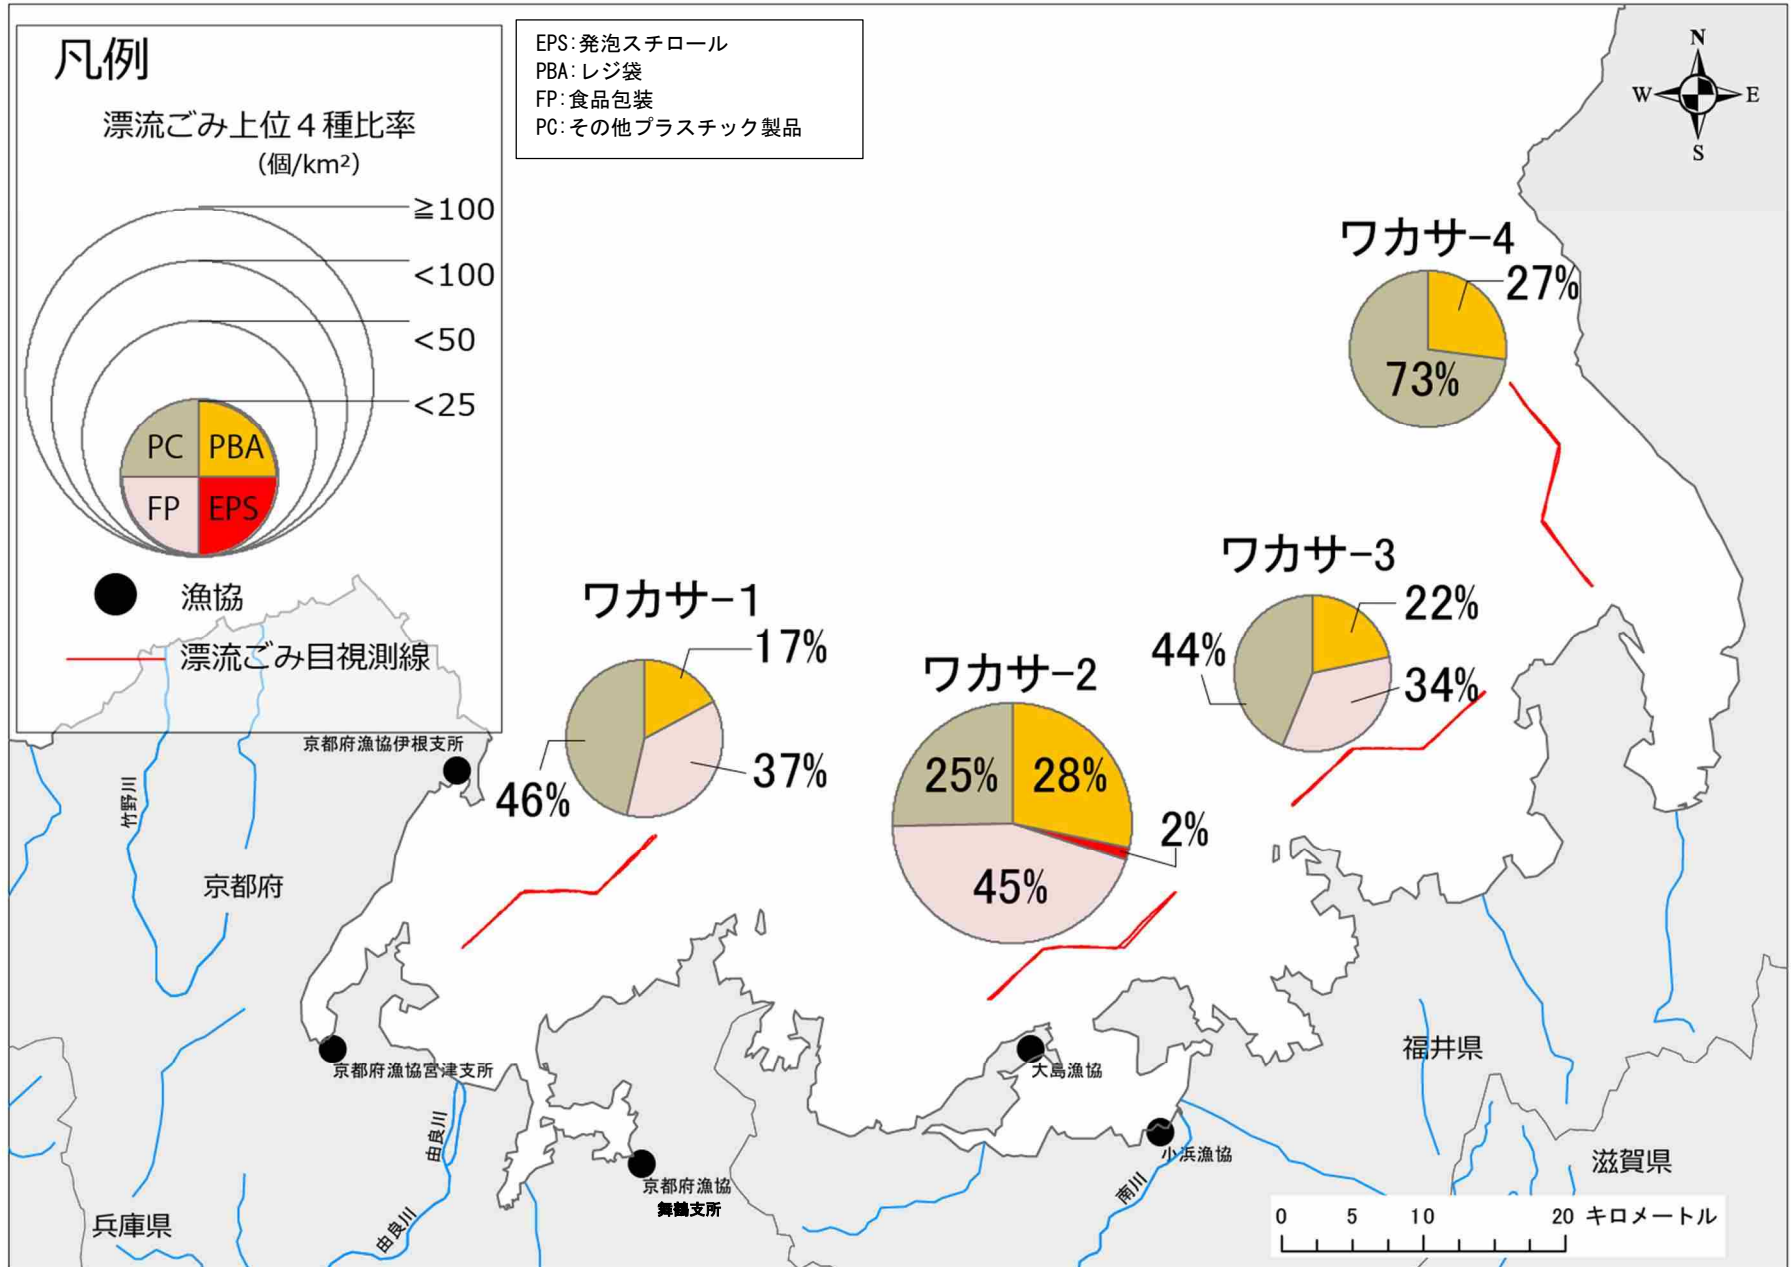 凡例
漂流ごみ上位４種比率
(個/km²)
≧100
<100
<50
<25
PC
PBA
FP
EPS
漁協
漂流ごみ目視測線
EPS:発泡スチロール
PBA:レジ袋
FP:食品包装
PC:その他プラスチック製品
N
W
E
S
ワカサ-4
27%
73%
ワカサ-3
22%
44%
34%
ワカサ-1
17%
37%
46%
ワカサ-2
25%
28%
2%
45%
京都府漁協伊根支所
竹野川
京都府
京都府漁協宮津支所
由良川
由良川
京都府漁協
舞鶴支所
兵庫県
大島漁協
小浜漁協
南川
福井県
滋賀県
0 5 10 20 キロメートル